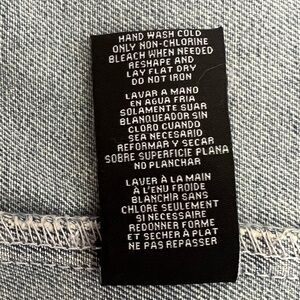 HAND WASH COLD
ONLY NON-CHLORINE
BLEACH WHEN NEEDED
RESHAPE AND
LAY FLAT DRY
DO NOT IRON
LAVAR A MANO
EN AGUA FRIA
SOLAMENTE SUAR
BLANQUEADOR SIN
CLORO CUANDO
SEA NECESARIO
REFORMAR Y SECAR
SOBRE SUPERFICIE PLANA
NO PLANCHAR
LAVER À LA MAIN
À L'ENU FROIDE
BLANCHIR SANS
CHLORE SEULEMENT
SI NECESSAIRE
REDONNER FORME
ET SECHER À PLAT
NE PAS REPASSER